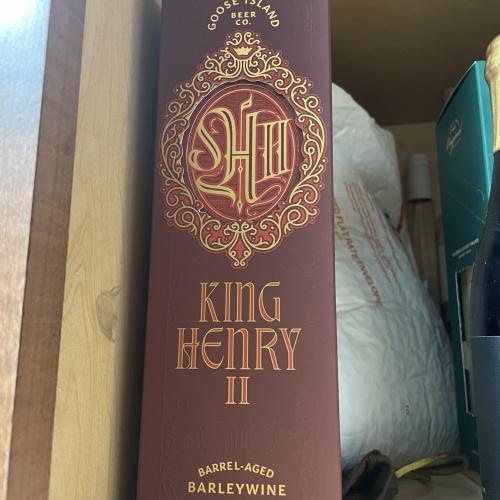 GOOSE ISLAND
BEER
CO.
KING
HENRY
II
BARREL-AGED
BARLEYWINE